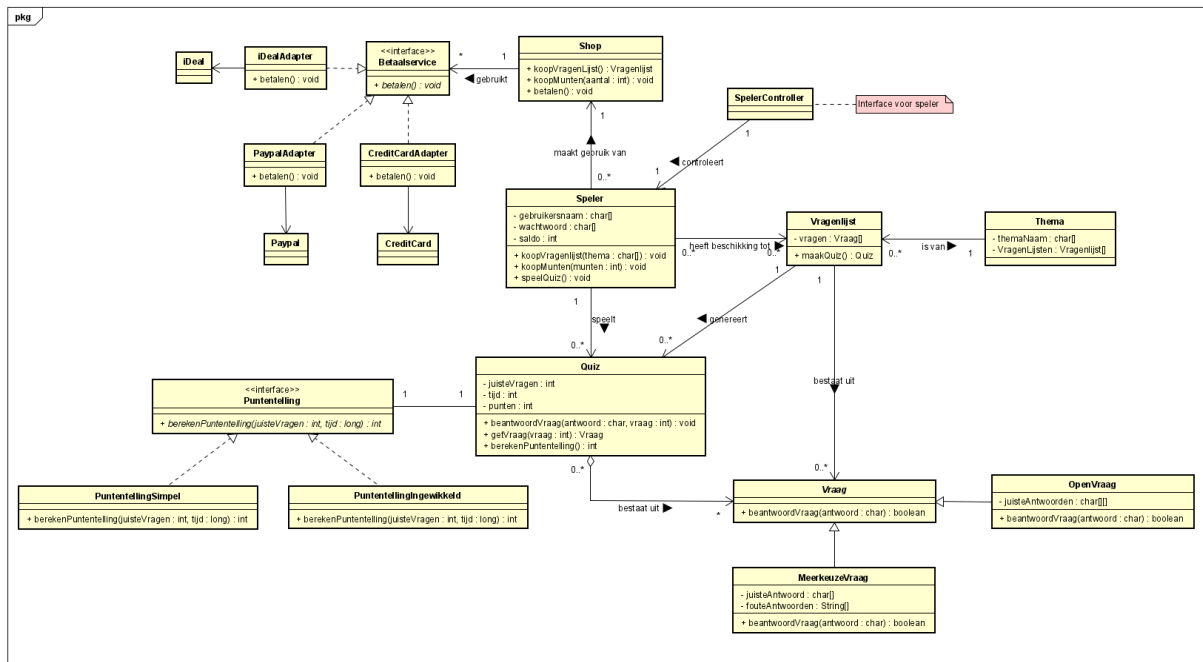 pkg
iDeal
iDealAdapter
+ betalen() : void
<<interface>>
Betaalservice
+ betalen() : void
*
1
gebruikt
Shop
+ koopVragenLijst() : Vragenlijst
+ koopMunten(aantal : int) : void
+ betalen() : void
SpelerController
Interface voor speler
1
1
PaypalAdapter
+ betalen() : void
CreditCardAdapter
+ betalen() : void
maakt gebruik van
controleert
1
0..*
Paypal
CreditCard
Speler
- gebruikersnaam : char[]
- wachtwoord : char[]
- saldo : int
+ koopVragenlijst(thema : char[]) : void
+ koopMunten(munten : int) : void
+ speelQuiz() : void
heeft beschikking tot
0..*
0..*
Vragenlijst
- vragen : Vraag[]
+ maakQuiz() : Quiz
0..*
is van
1
Thema
- themaNaam : char[]
- VragenLijsten : Vragenlijst[]
1
1
1
speelt
genereert
0..*
0..*
Quiz
- juisteVragen : int
- tijd : int
- punten : int
+ beantwoordVraag(antwoord : char, vraag : int) : void
+ getVraag(vraag : int) : Vraag
+ berekenPuntentelling() : int
bestaat uit
<<interface>>
Puntentelling
+ berekenPuntentelling(juisteVragen : int, tijd : long) : int
1
1
0..*
0..*
PuntentellingSimpel
+ berekenPuntentelling(juisteVragen : int, tijd : long) : int
PuntentellingIngewikkeld
+ berekenPuntentelling(juisteVragen : int, tijd : long) : int
bestaat uit
*
Vraag
+ beantwoordVraag(antwoord : char) : boolean
OpenVraag
- juisteAntwoorden : char[][]
+ beantwoordVraag(antwoord : char) : boolean
MeerkeuzeVraag
- juisteAntwoord : char[]
- fouteAntwoorden : String[]
+ beantwoordVraag(antwoord : char) : boolean